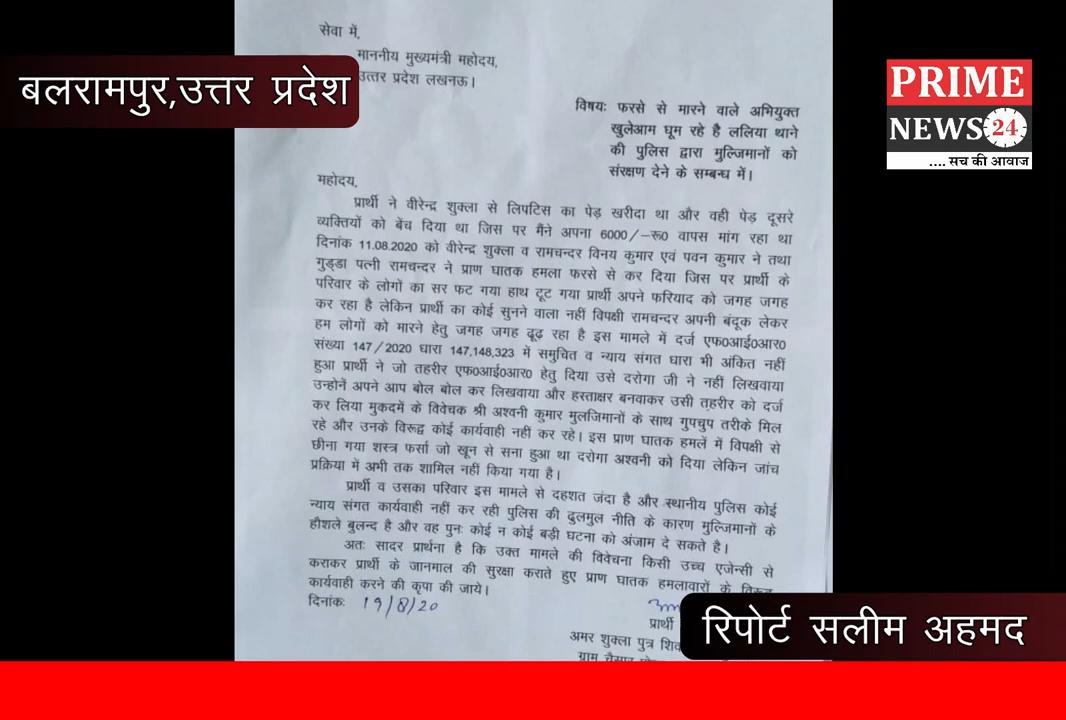 सेवा में,
माननीय मुख्यमंत्री महोदय,
उत्तर प्रदेश लखनऊ।
बलरामपुर,उत्तर प्रदेश
PRIME
NEWS 24
....सच की आवाज
विषयः फरसे से मारने वाले अभियुक्त
खुलेआम घूम रहे है ललिया थाने
की पुलिस द्वारा मुल्जिमानों को
संरक्षण देने के सम्बन्ध में।
महोदय,
प्रार्थी ने वीरेन्द्र शुक्ला से लिपटिस का पेड़ खरीदा था और वही पेड़ दूसरे
व्यक्तियों को बेंच दिया था जिस पर मैंने अपना 6000/-रू0 वापस मांग रहा था
दिनांक 11.08.2020 को वीरेन्द्र शुक्ला व रामचन्दर विनय कुमार एवं पवन कुमार ने तथा
गुड्डा पत्नी रामचन्दर ने प्राण घातक हमला फरसे से कर दिया जिस पर प्रार्थी के
परिवार के लोगों का सर फट गया हाथ टूट गया प्रार्थी अपने फरियाद को जगह जगह
कर रहा है लेकिन प्रार्थी का कोई सुनने वाला नहीं विपक्षी रामचन्दर अपनी बंदूक लेकर
हम लोगों को मारने हेतु जगह जगह ढूढ़ रहा है इस मामले में दर्ज एफ0आई0आर0
संख्या 147/2020 धारा 147,148,323 में समुचित व न्याय संगत धारा भी अंकित नहीं
हुआ प्रार्थी ने जो तहरीर एफ0आई0आर0 हेतु दिया उसे दरोगा जी ने नहीं लिखवाया
उन्होनें अपने आप बोल बोल कर लिखवाया और हस्ताक्षर बनवाकर उसी तहरीर को दर्ज
कर लिया मुकदमें के विवेचक श्री अश्वनी कुमार मुलजिमानों के साथ गुपचुप तरीके मिल
रहे और उनके विरूद्ध कोई कार्यवाही नहीं कर रहे। इस प्राण घातक हमलें में विपक्षी से
छीना गया शस्त्र फर्सा जो खून से सना हुआ था दरोगा अश्वनी को दिया लेकिन जांच
प्रक्रिया में अभी तक शामिल नहीं किया गया है।
प्रार्थी व उसका परिवार इस मामले से दहशत जंदा है और स्थानीय पुलिस कोई
न्याय संगत कार्यवाही नहीं कर रही पुलिस की ढुलमुल नीति के कारण मुल्जिमानों के
हौशले बुलन्द है और वह पुनः कोई न कोई बड़ी घटना को अंजाम दे सकते है।
अतः सादर प्रार्थना है कि उक्त मामले की विवेचना किसी उच्च एजेन्सी से
कराकर प्रार्थी के जानमाल की सुरक्षा कराते हुए प्राण घातक हमलावारों के विरूद्ध
कार्यवाही करने की कृपा की जाये।
दिनांकः 19/8/20
प्रार्थी
अमर शुक्ला पुत्र शिव
ग्राम
रिपोर्ट सलीम अहमद